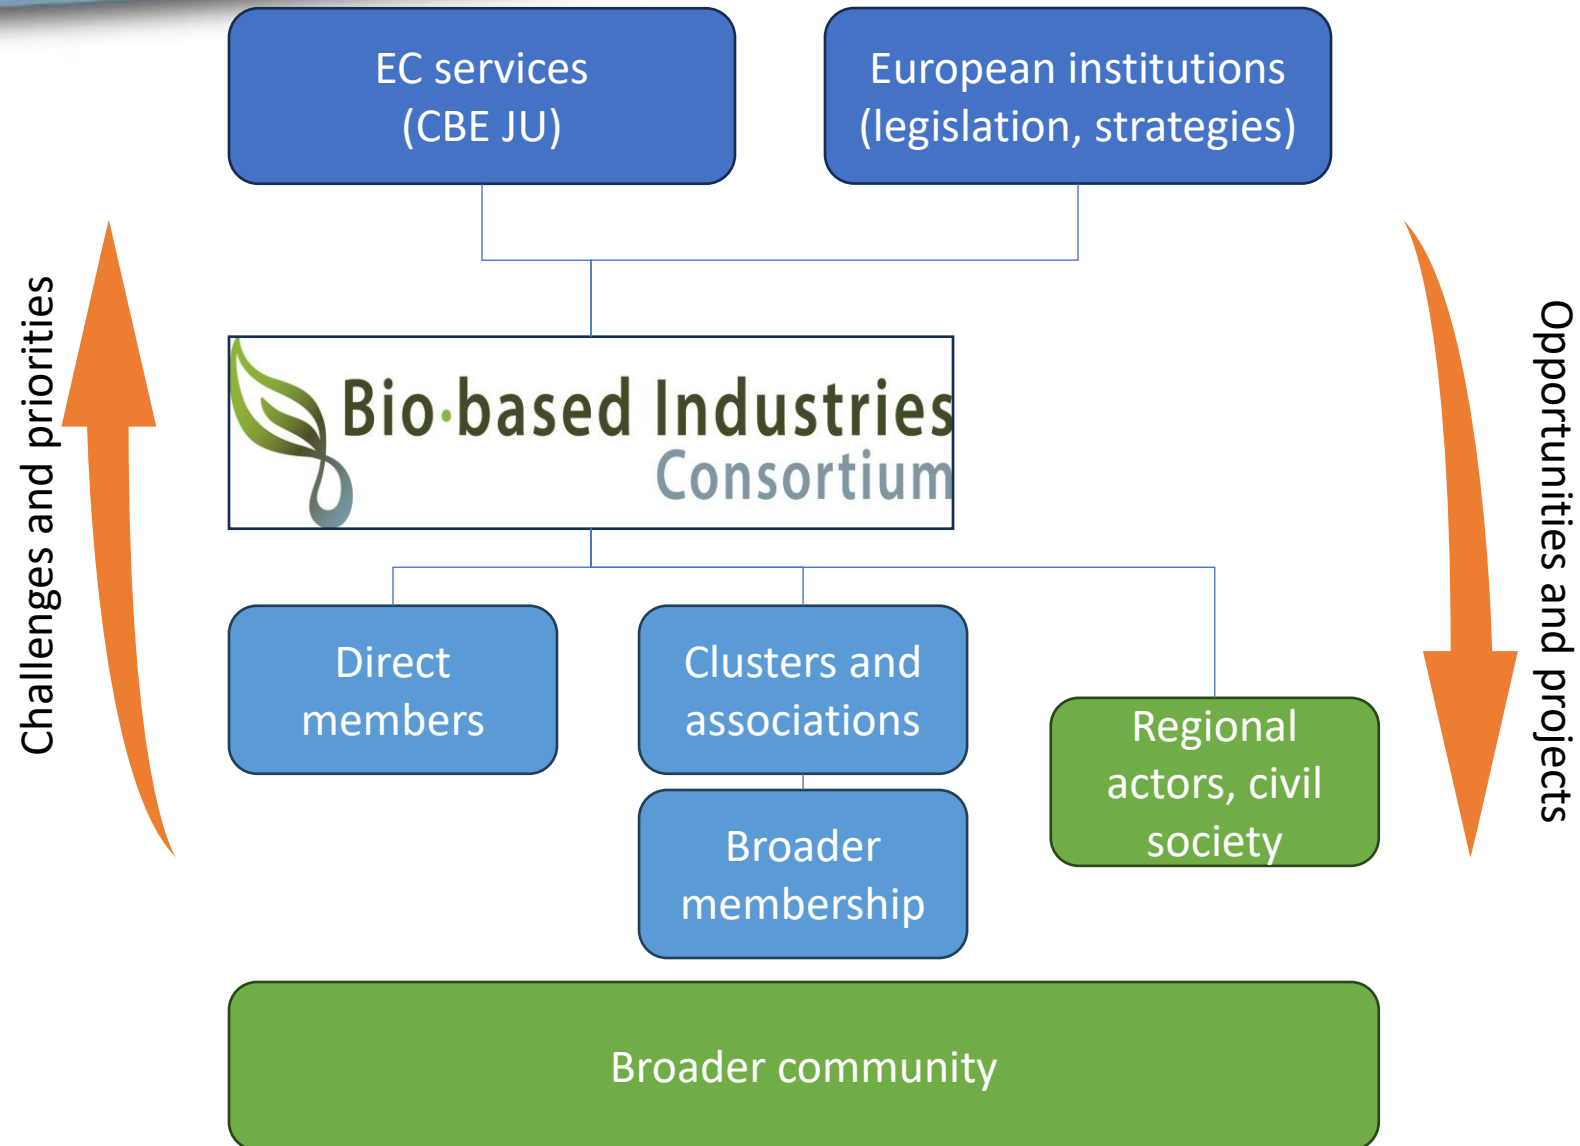 EC services
(CBE JU)
European institutions
(legislation, strategies)
Challenges and priorities
Opportunities and projects
Bio·based Industries
Consortium
Direct
members
Clusters and
associations
Regional
actors, civil
society
Broader
membership
Broader community